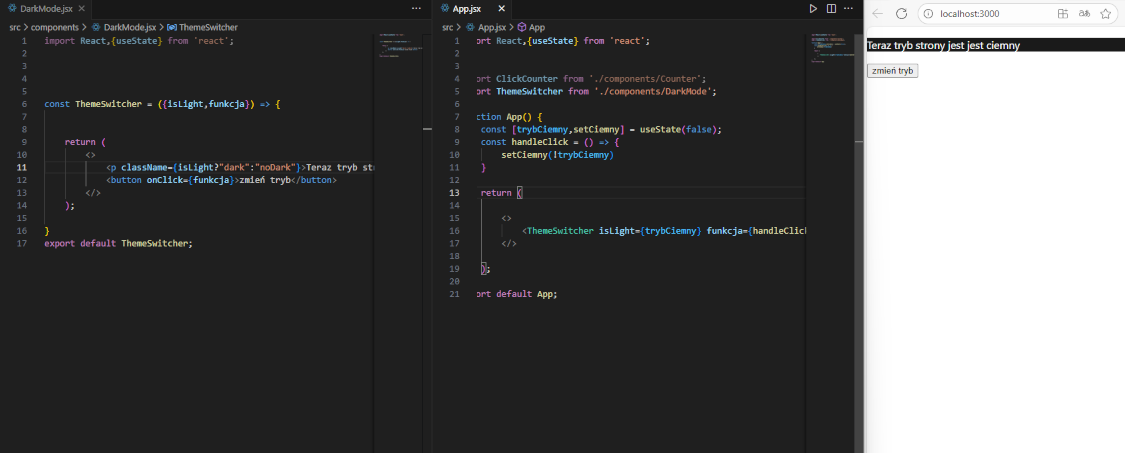 DarkMode.jsx
src > components > DarkMode.jsx > ThemeSwitcher
1 import React,{useState} from 'react';
2
3
4
5
6 const ThemeSwitcher = ({isLight,funkcja}) => {
7
8
9 return (
10 <>
11 <p className={isLight?"dark":"noDark"}>Teraz tryb str
12 <button onClick={funkcja}>zmień tryb</button>
13 </>
14 );
15
16 }
17 export default ThemeSwitcher;
App.jsx
src > App.jsx > App
1 ort React,{useState} from 'react';
2
3
4 ort ClickCounter from './components/Counter';
5 ort ThemeSwitcher from './components/DarkMode';
6
7 ction App() {
8 const [trybCiemny,setCiemny] = useState(false);
9 const handleClick = () => {
10 setCiemny(!trybCiemny)
11 }
12
13 return (
14
15 <>
16 <ThemeSwitcher isLight={trybCiemny} funkcja={handleClick
17 </>
18
19 );
20
21 ort default App;
localhost:3000
Teraz tryb strony jest jest ciemny
zmień tryb